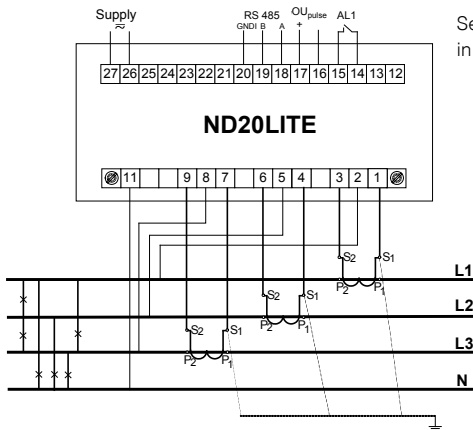 Supply
RS 485
OUpulse
AL1
GNDI B A +
27 26 25 24 23 22 21 20 19 18 17 16 15 14 13 12
Se
in
ND20LITE
11 9 8 7 6 5 4 3 2 1
S2 S1
P2 P1
L1
S2 S1
P2 P1
L2
S2 S1
P2 P1
L3
N